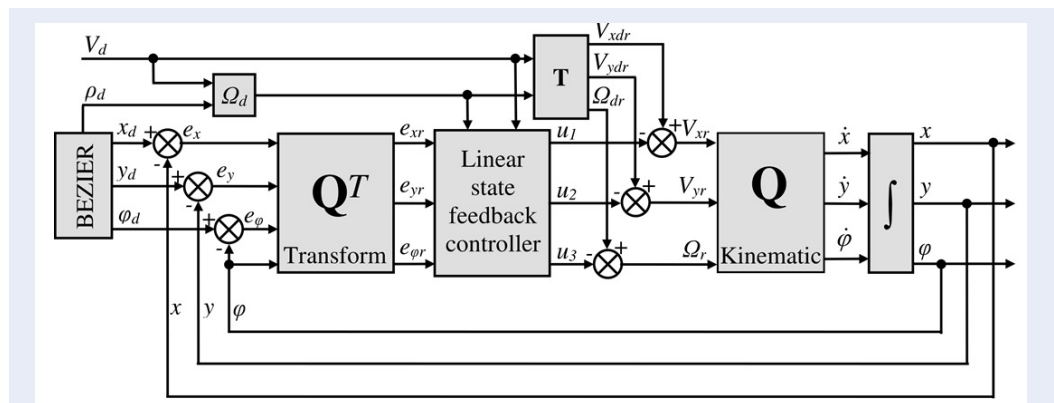 V_d
ρ_d
Ω_d
T
V_xdr
V_ydr
Ω_dr
BEZIER
x_d + - e_x
y_d + - e_y
φ_d + - e_φ
Q^T
Transform
e_xr
e_yr
e_φr
Linear
state
feedback
controller
u_1 - + V_xr
u_2 - + V_yr
u_3 - + Ω_r
Q
Kinematic
ẋ
ẏ
φ̇
∫
x
y
φ
x y φ